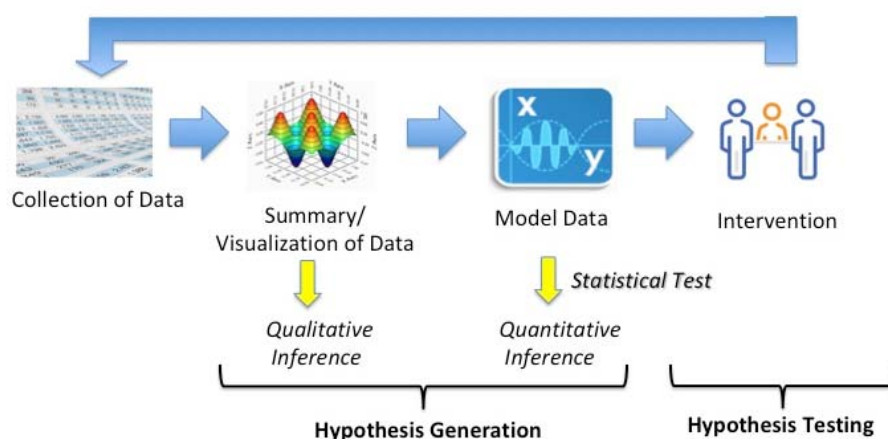 Collection of Data
Summary/
Visualization of Data
Model Data
Intervention
x
y
Statistical Test
Qualitative
Inference
Quantitative
Inference
Hypothesis Generation
Hypothesis Testing